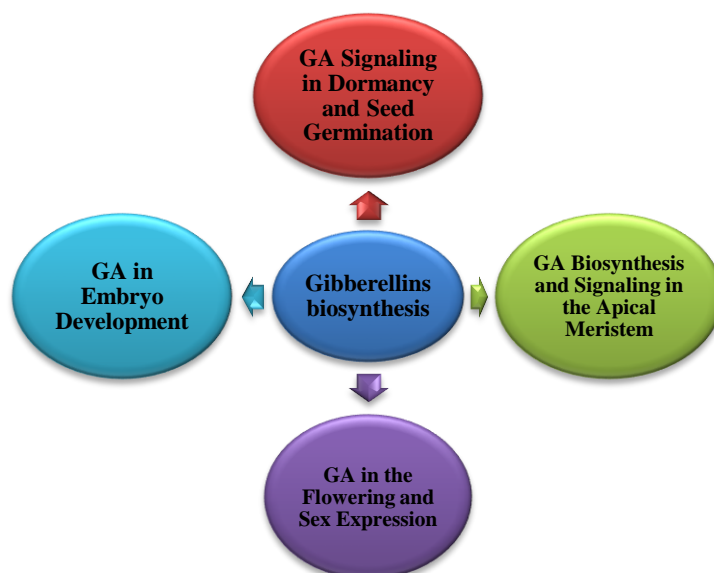 GA Signaling
in Dormancy
and Seed
Germination
GA in
Embryo
Development
Gibberellins
biosynthesis
GA Biosynthesis
and Signaling in
the Apical
Meristem
GA in the
Flowering and
Sex Expression